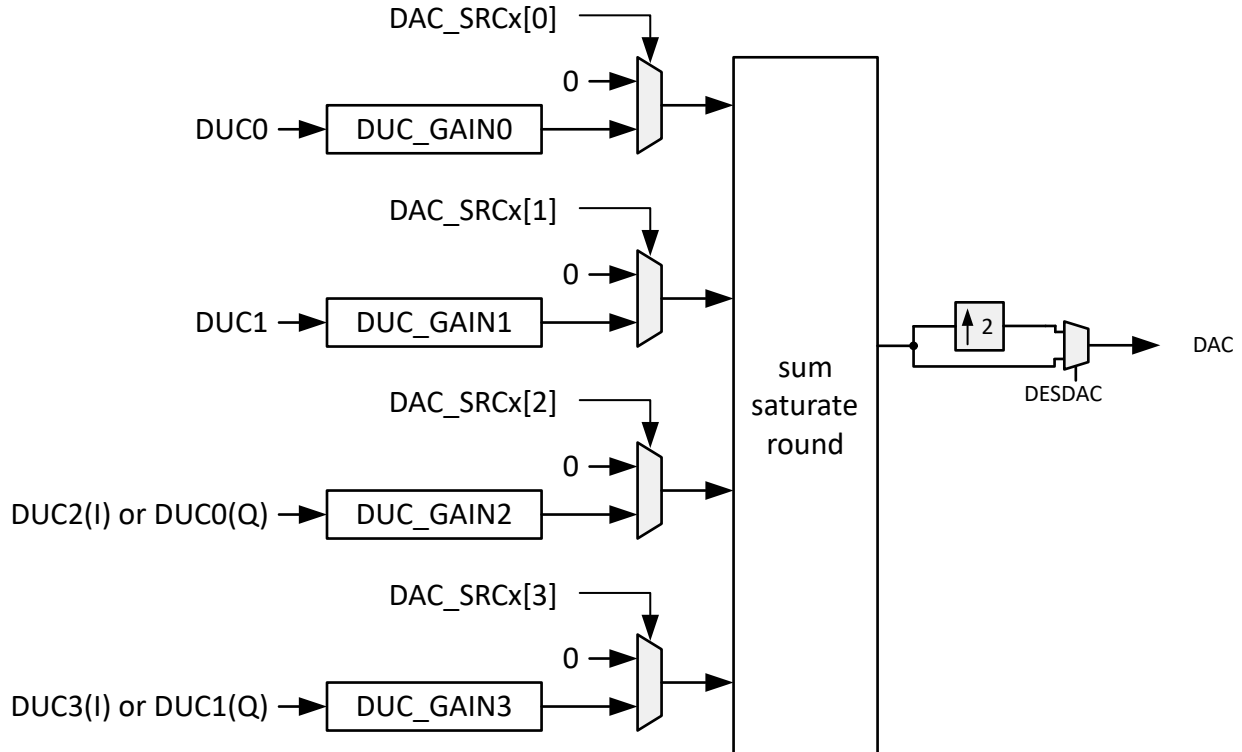 DAC_SRCx[0]
0
DUC0
DUC_GAIN0
DAC_SRCx[1]
0
DUC1
DUC_GAIN1
DAC_SRCx[2]
0
DUC2(I) or DUC0(Q)
DUC_GAIN2
DAC_SRCx[3]
0
DUC3(I) or DUC1(Q)
DUC_GAIN3
sum
saturate
round
2
DESDAC
DAC